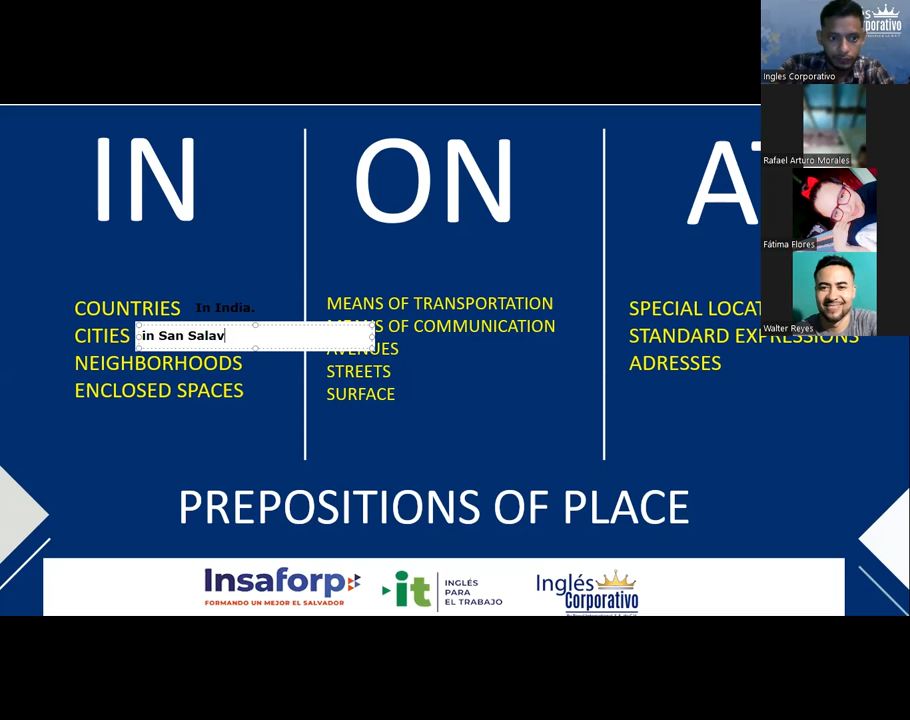 IN
ON
COUNTRIES In India.
CITIES in San Salav
NEIGHBORHOODS
ENCLOSED SPACES
MEANS OF TRANSPORTATION
OF COMMUNICATION
AVENUES
STREETS
SURFACE
SPECIAL
STANDARD EXPRESSIONS
ADRESSES
PREPOSITIONS OF PLACE
Insaforp
FORMANDO UN MEJOR EL SALVADOR
it
INGLÉS
PARA
EL TRABAJO
Inglés
Corporativo
Ingles Corporativo
Rafael Arturo Morales
Fátima Flores
Walter Reyes